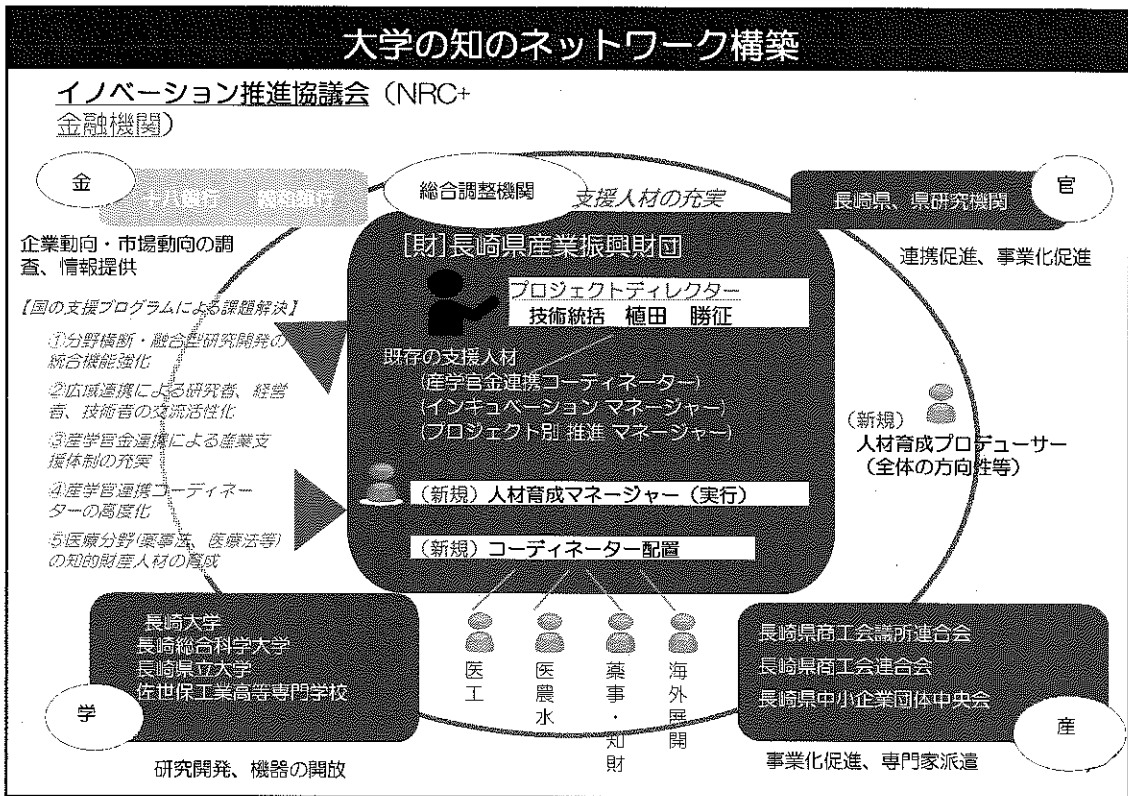 大学の知のネットワーク構築
イノベーション推進協議会（NRC+
金融機関）
金
十八銀行　親和銀行
企業動向・市場動向の調
査、情報提供
総合調整機関
支援人材の充実
官
長崎県、県研究機関
連携促進、事業化促進
[財]長崎県産業振興財団
プロジェクトディレクター
技術統括　植田　勝征
既存の支援人材
(産学官金連携コーディネーター)
(インキュベーション マネージャー)
(プロジェクト別 推進 マネージャー)
（新規）人材育成マネージャー（実行）
（新規）コーディネーター配置
【国の支援プログラムによる課題解決】
①分野横断・融合型研究開発の
統合機能強化
②広域連携による研究者、経営
者、技術者の交流活性化
③産学官金連携による産業支
援体制の充実
④産学官連携コーディネー
ターの高度化
⑤医療分野(薬事法、医療法等)
の知的財産人材の育成
（新規）
人材育成プロデューサー
（全体の方向性等）
長崎大学
長崎総合科学大学
長崎県立大学
佐世保工業高等専門学校
学
研究開発、機器の開放
医工
医農水
薬事・知財
海外展開
長崎県商工会議所連合会
長崎県商工会連合会
長崎県中小企業団体中央会
産
事業化促進、専門家派遣